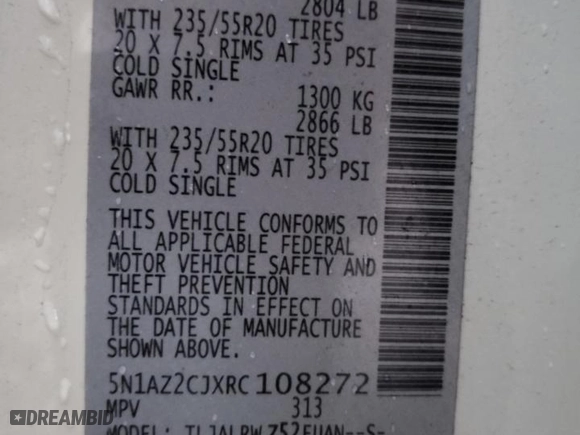 2804 LB
WITH 235/55R20 TIRES
20 X 7.5 RIMS AT 35 PSI
COLD SINGLE
GAWR RR.: 1300 KG
2866 LB
WITH 235/55R20 TIRES
20 X 7.5 RIMS AT 35 PSI
COLD SINGLE
THIS VEHICLE CONFORMS TO
ALL APPLICABLE FEDERAL
MOTOR VEHICLE SAFETY AND
THEFT PREVENTION
STANDARDS IN EFFECT ON
THE DATE OF MANUFACTURE
SHOWN ABOVE.
5N1AZ2CJXRC108272
MPV 313
MODEL:
DREAMBID